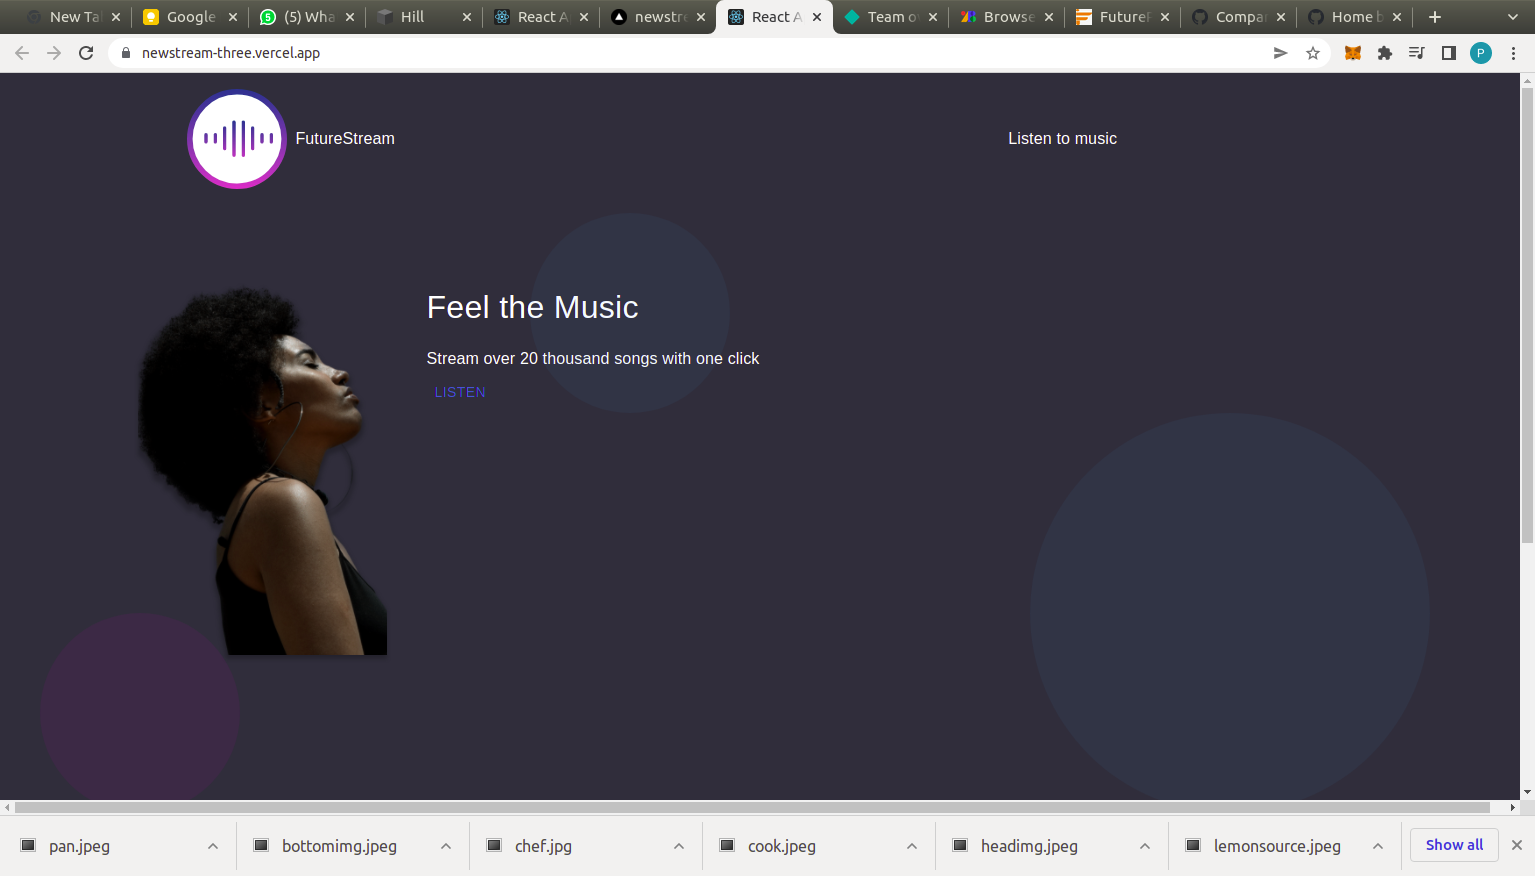 New Ta
Google
(5) Wha
Hill
React A
newstre
React A
Team o
Browse
Future
Compa
Home b
newstream-three.vercel.app
P
FutureStream
Listen to music
Feel the Music
Stream over 20 thousand songs with one click
LISTEN
pan.jpeg
bottomimg.jpeg
chef.jpg
cook.jpeg
headimg.jpeg
lemonsource.jpeg
Show all